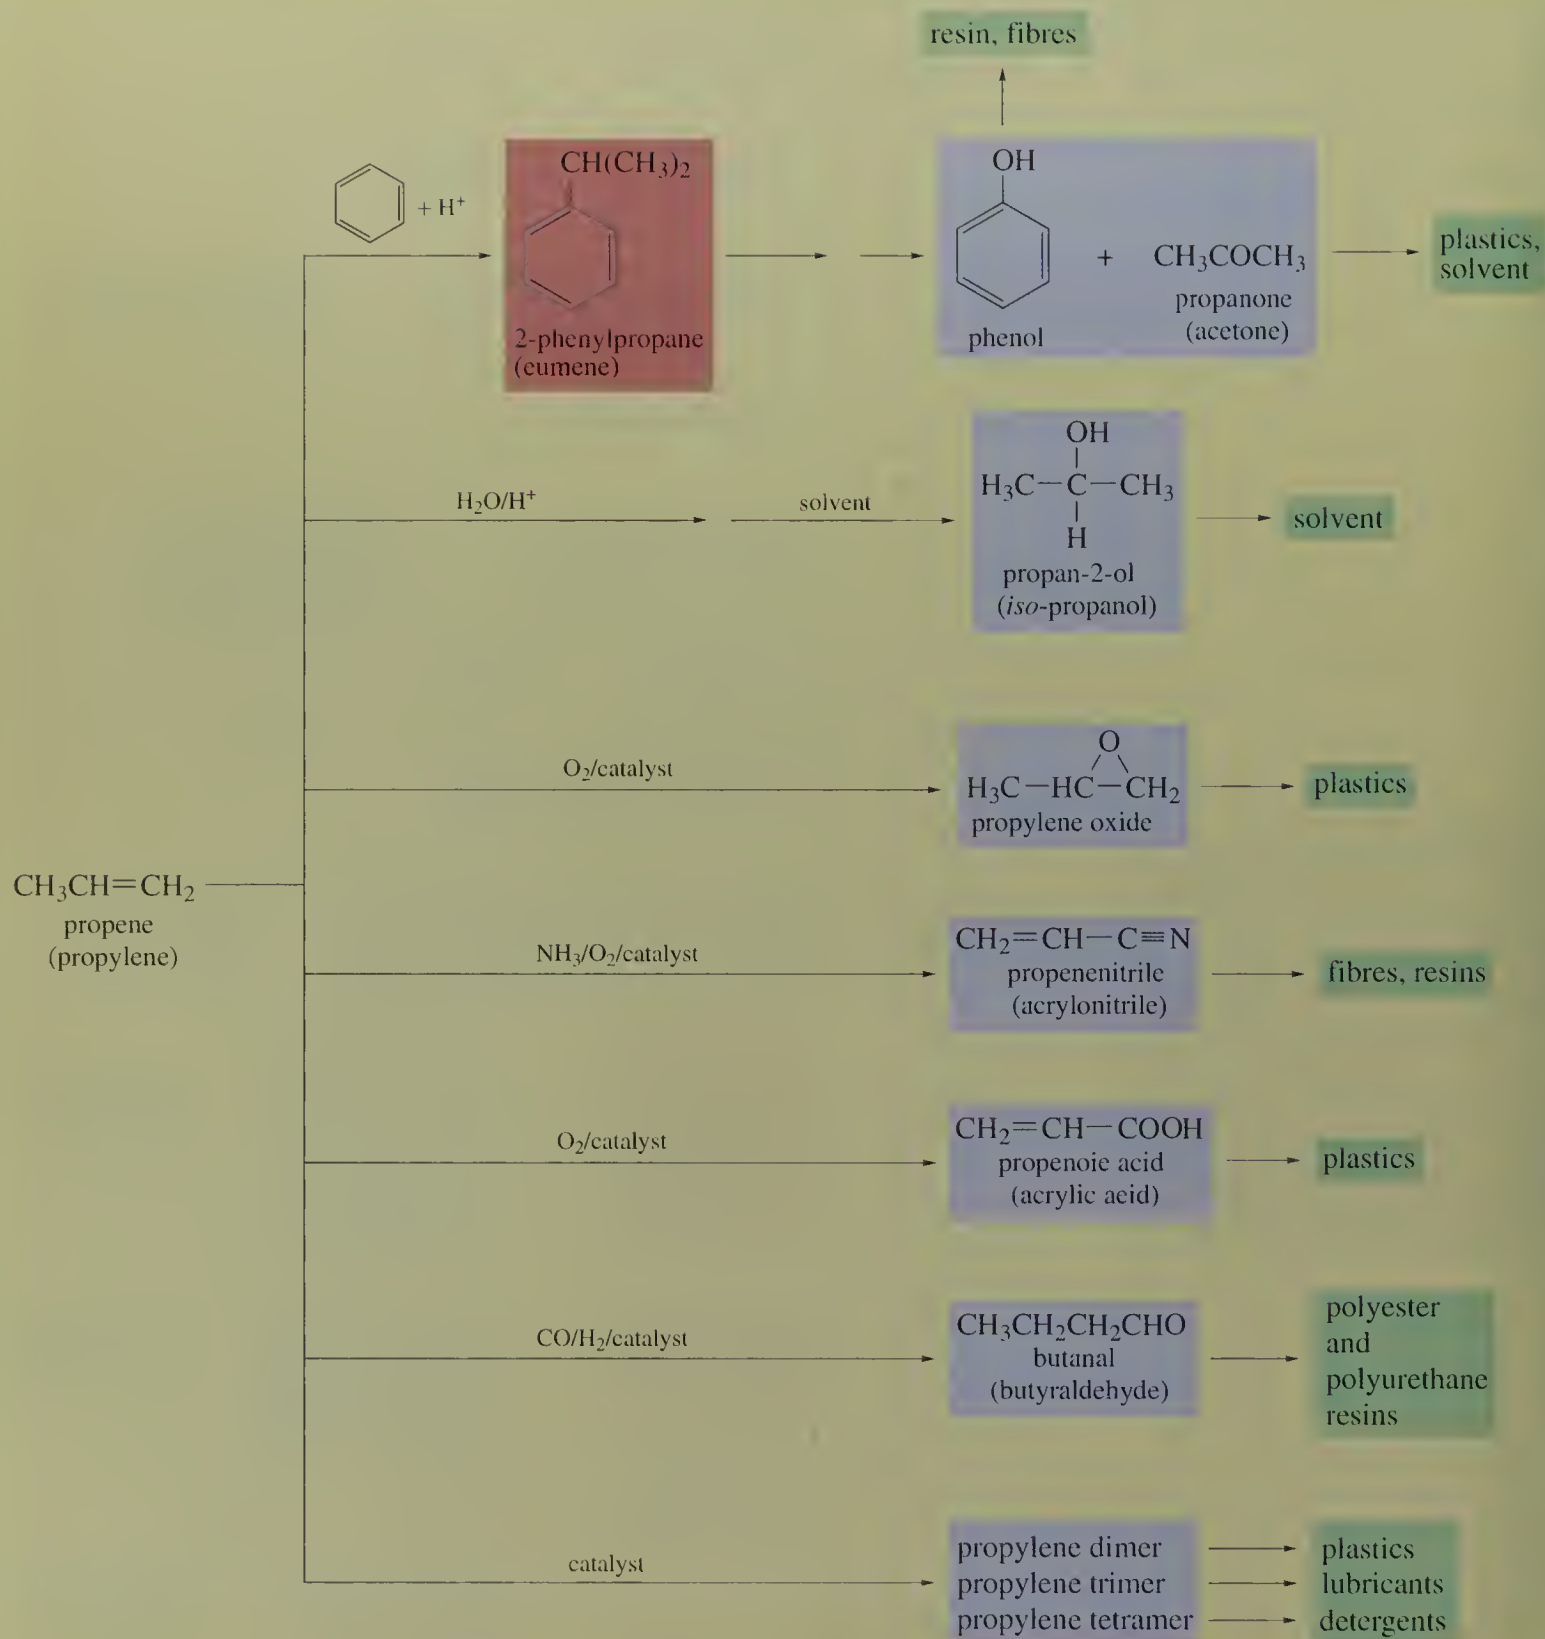 resin, fibres
+ H⁺
CH(CH₃)₂
2-phenylpropane
(cumene)
OH
phenol
+
CH₃COCH₃
propanone
(acetone)
plastics,
solvent
H₂O/H⁺
solvent
OH
H₃C—C—CH₃
H
propan-2-ol
(iso-propanol)
solvent
O₂/catalyst
O
H₃C—HC—CH₂
propylene oxide
plastics
CH₃CH=CH₂
propene
(propylene)
NH₃/O₂/catalyst
CH₂=CH—C≡N
propenenitrile
(acrylonitrile)
fibres, resins
O₂/catalyst
CH₂=CH—COOH
propenoic acid
(acrylic acid)
plastics
CO/H₂/catalyst
CH₃CH₂CH₂CHO
butanal
(butyraldehyde)
polyester
and
polyurethane
resins
catalyst
propylene dimer
plastics
propylene trimer
lubricants
propylene tetramer
detergents